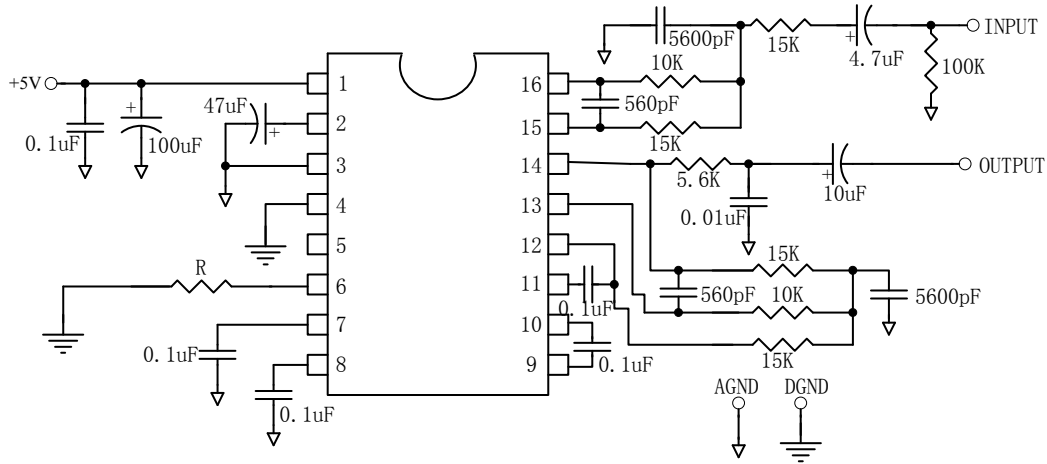 5600pF
15K
INPUT
4.7uF
100K
+5V
1
16
10K
560pF
47uF
+
+
+
0.1uF
100uF
2
15
15K
3
14
5.6K
+
10uF
OUTPUT
0.01uF
4
13
5
12
15K
R
6
11
0.1uF
560pF
10K
5600pF
7
10
0.1uF
15K
0.1uF
8
9
0.1uF
AGND
DGND
+